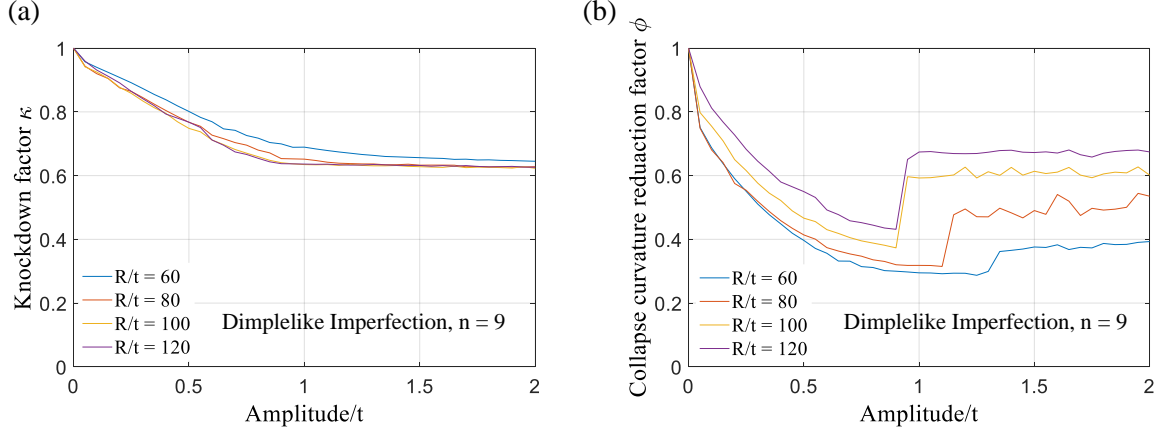 (a)
Knockdown factor κ
1
0.8
0.6
0.4
0.2
0
R/t = 60
R/t = 80
R/t = 100
R/t = 120
Dimplelike Imperfection, n = 9
0
0.5
1
1.5
2
Amplitude/t
(b)
Collapse curvature reduaction factor ϕ
1
0.8
0.6
0.4
0.2
0
R/t = 60
R/t = 80
R/t = 100
R/t = 120
Dimplelike Imperfection, n = 9
0
0.5
1
1.5
2
Amplitude/t